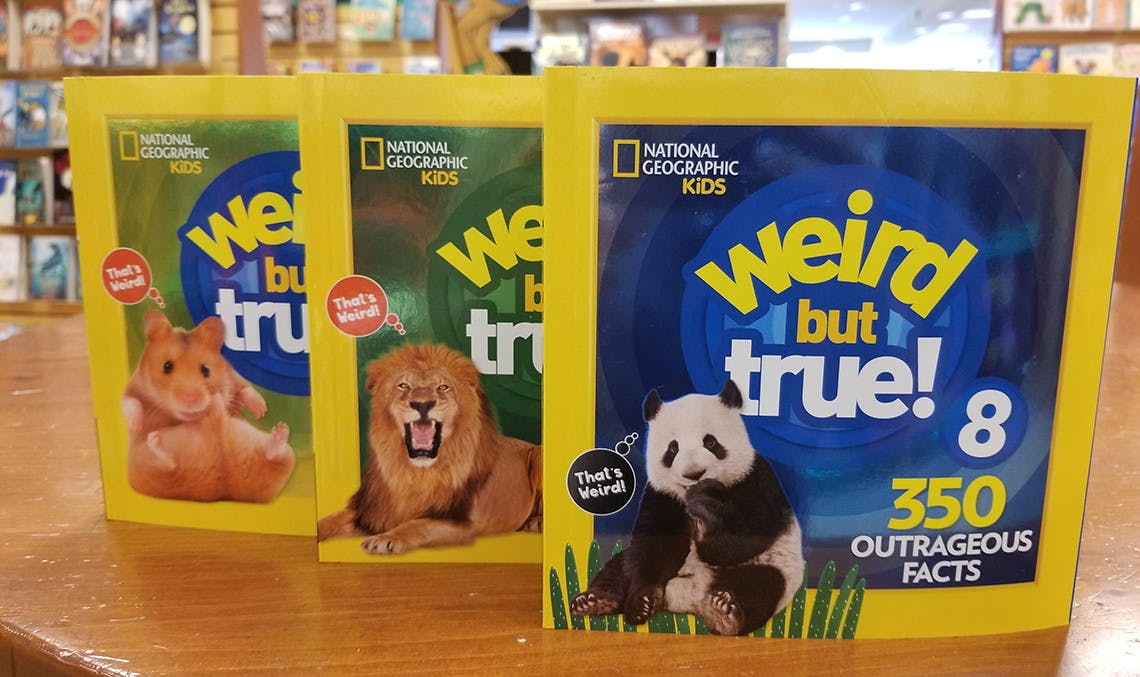 NATIONAL
GEOGRAPHIC
KiDS
wei
bu
tru
That's
Weird!
NATIONAL
GEOGRAPHIC
KiDS
we
b
tru
That's
Weird!
NATIONAL
GEOGRAPHIC
KiDS
weird
but
true!
8
That's
Weird!
350
OUTRAGEOUS
FACTS